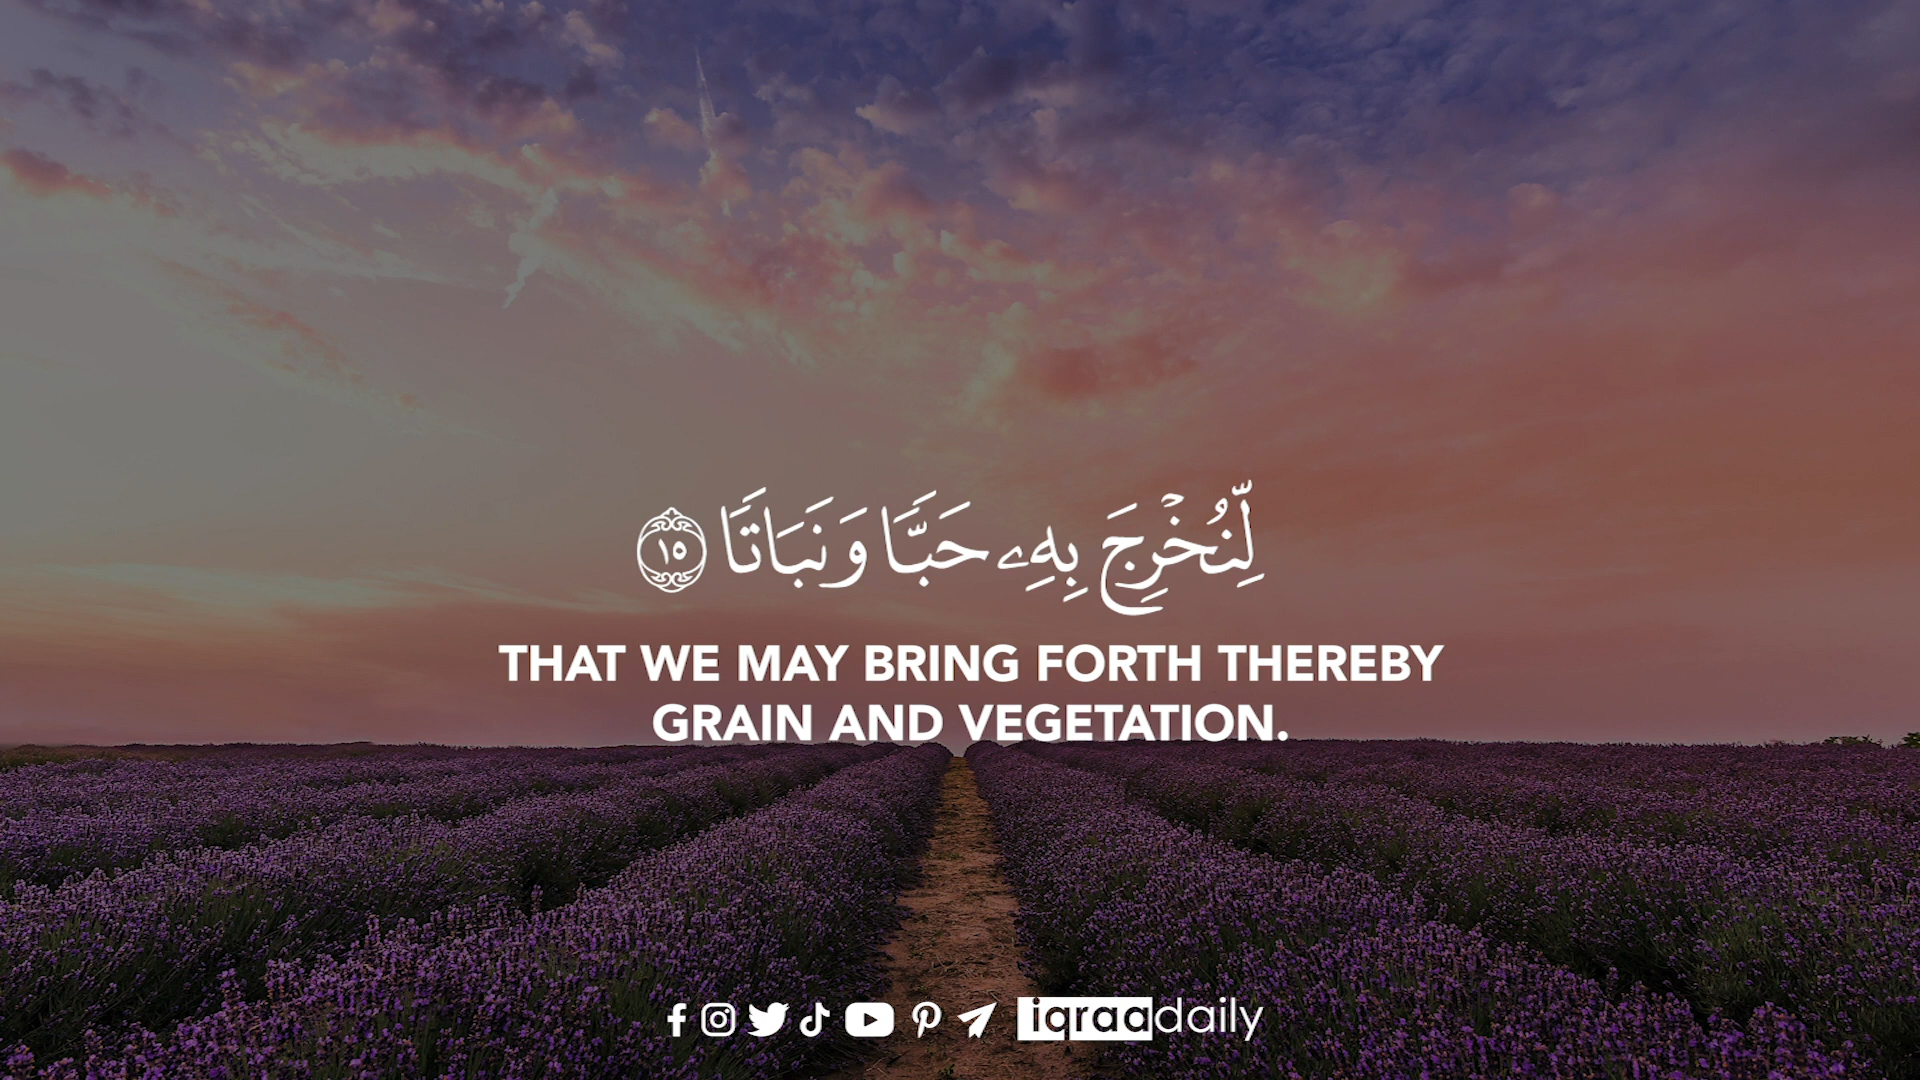 لِّنُخْرِجَ بِهِۦ حَبًّا وَنَبَاتًا ١٥
THAT WE MAY BRING FORTH THEREBY
GRAIN AND VEGETATION.
iqraadaily